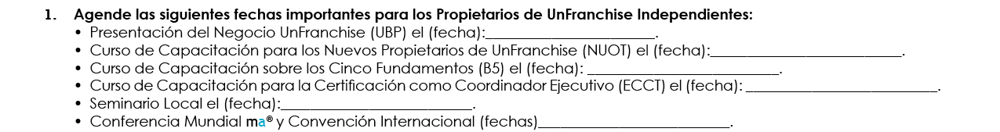 1. Agende las siguientes fechas importantes para los Propietarios de UnFranchise Independientes:
• Presentación del Negocio UnFranchise (UBP) el (fecha):_______________________.
• Curso de Capacitación para los Nuevos Propietarios de UnFranchise (NUOT) el (fecha):__________________________.
• Curso de Capacitación sobre los Cinco Fundamentos (B5) el (fecha): __________________________.
• Curso de Capacitación para la Certificación como Coordinador Ejecutivo (ECCT) el (fecha): __________________________.
• Seminario Local el (fecha):__________________________.
• Conferencia Mundial ma® y Convención Internacional (fechas)__________________________.